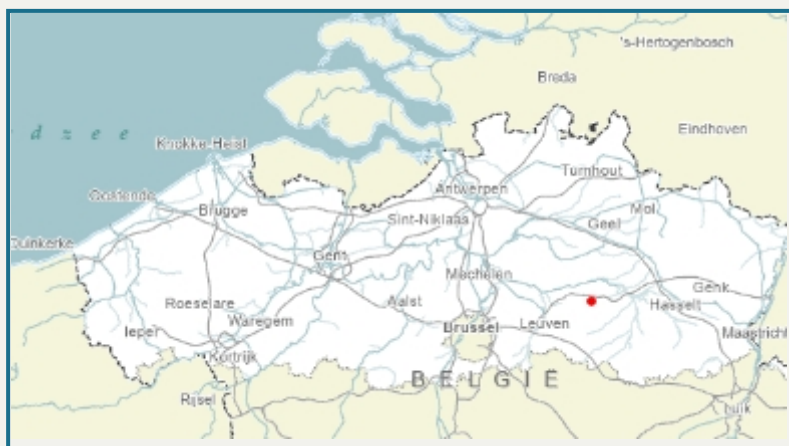 's-Hertogenbosch
Breda
Eindhoven
d z e e
Knokke-Heist
Turnhout
Antwerpen
Oostende
Brugge
Sint-Niklaas
Mol
Geel
Duinkerke
Gent
Mechelen
Genk
Roeselare
Aalst
Hasselt
Waregem
Brussel
Leuven
Ieper
Maastricht
Kortrijk
BELGIË
Rijsel
Luik